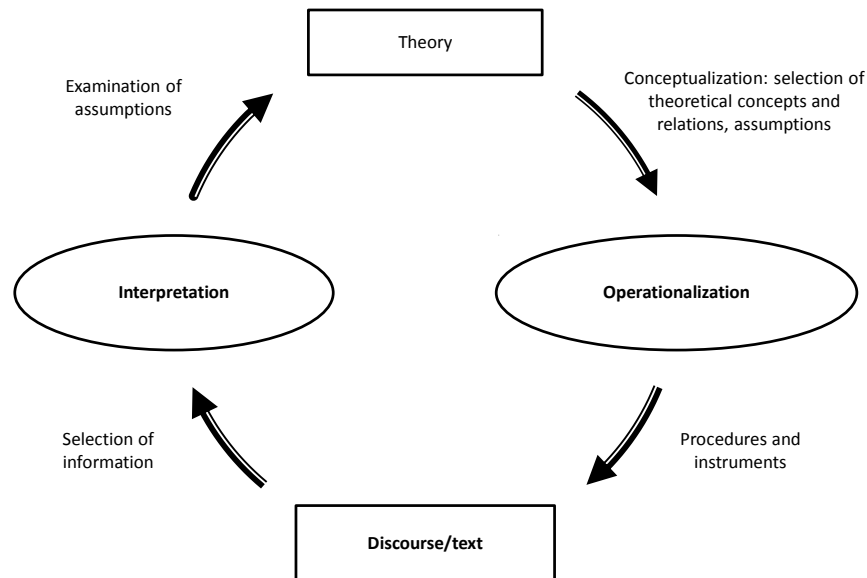 Theory
Examination of
assumptions
Conceptualization: selection of
theoretical concepts and
relations, assumptions
Interpretation
Operationalization
Selection of
information
Procedures and
instruments
Discourse/text